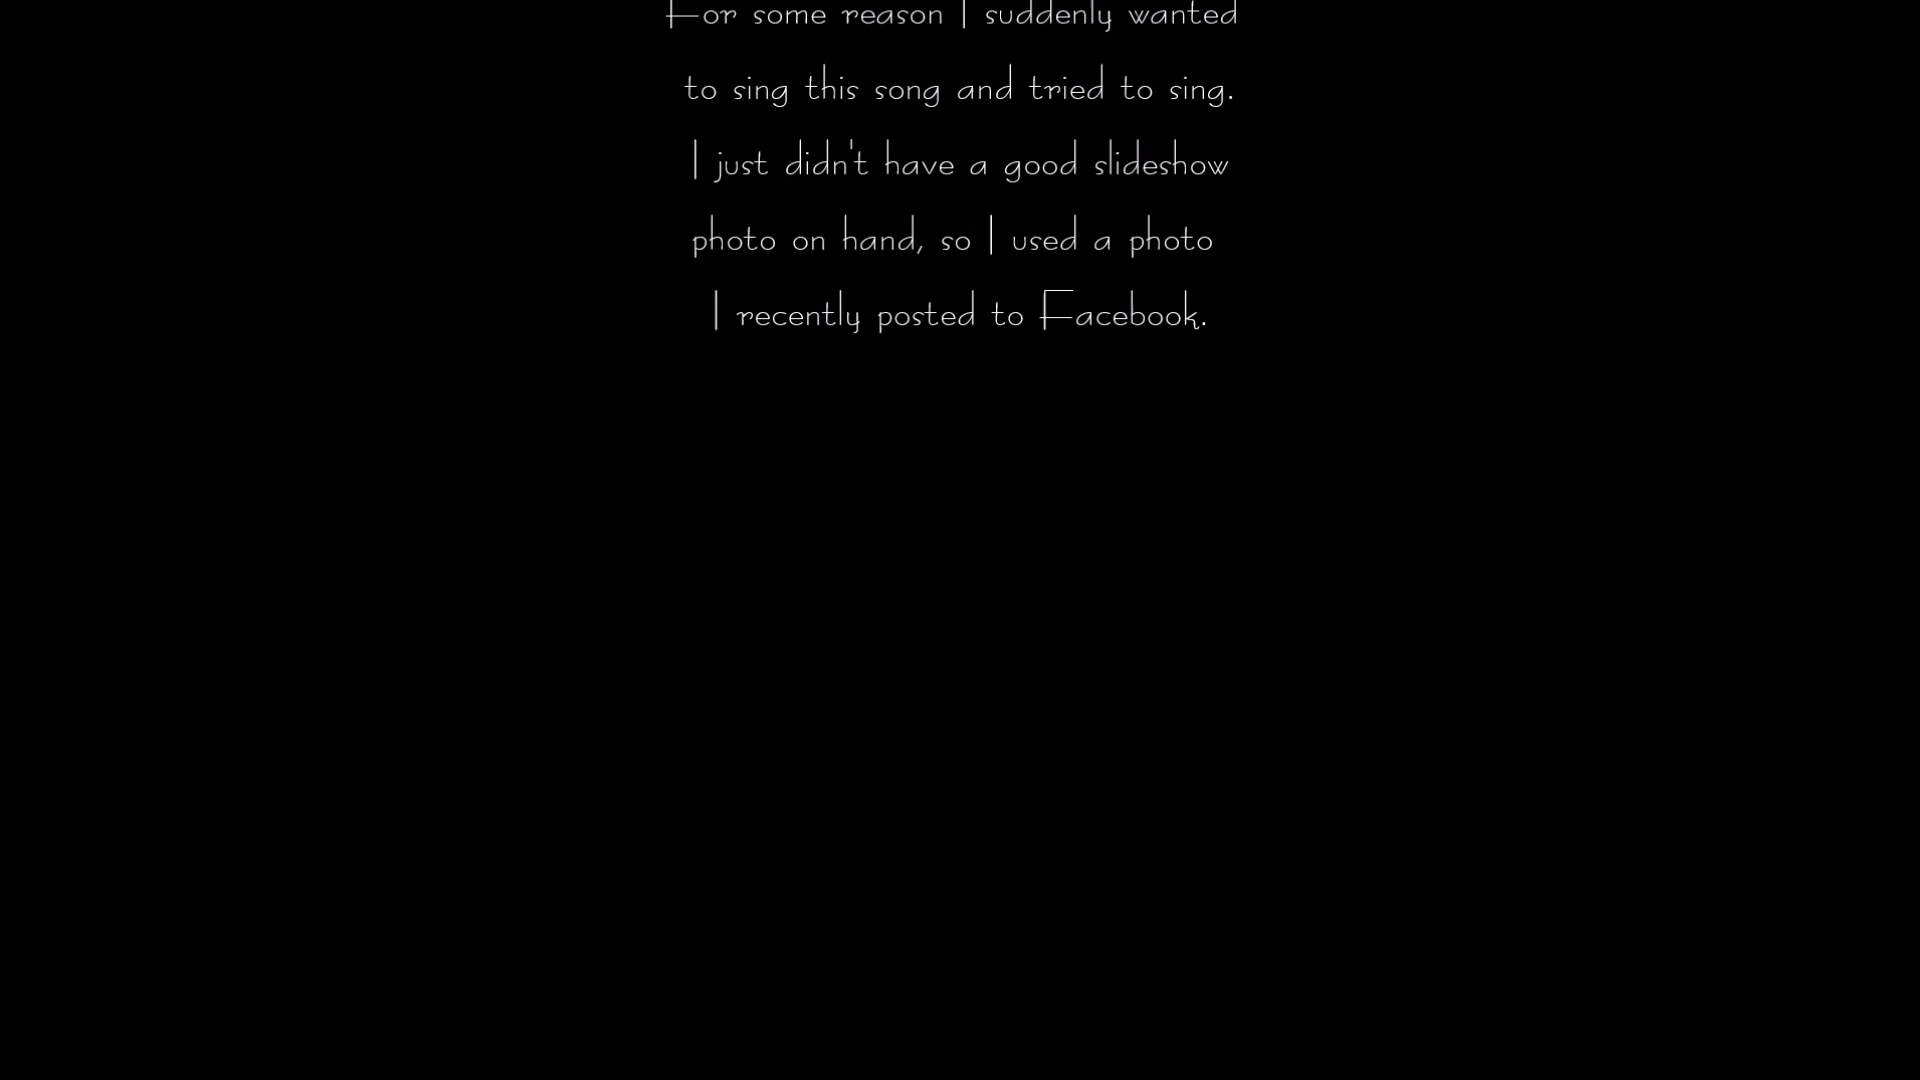 For some reason I suddenly wanted
to sing this song and tried to sing.
I just didn't have a good slideshow
photo on hand, so I used a photo
I recently posted to Facebook.